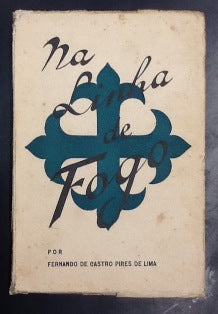 Na
Linha
de
Fogo
POR
FERNANDO DE CASTRO PIRES DE LIMA